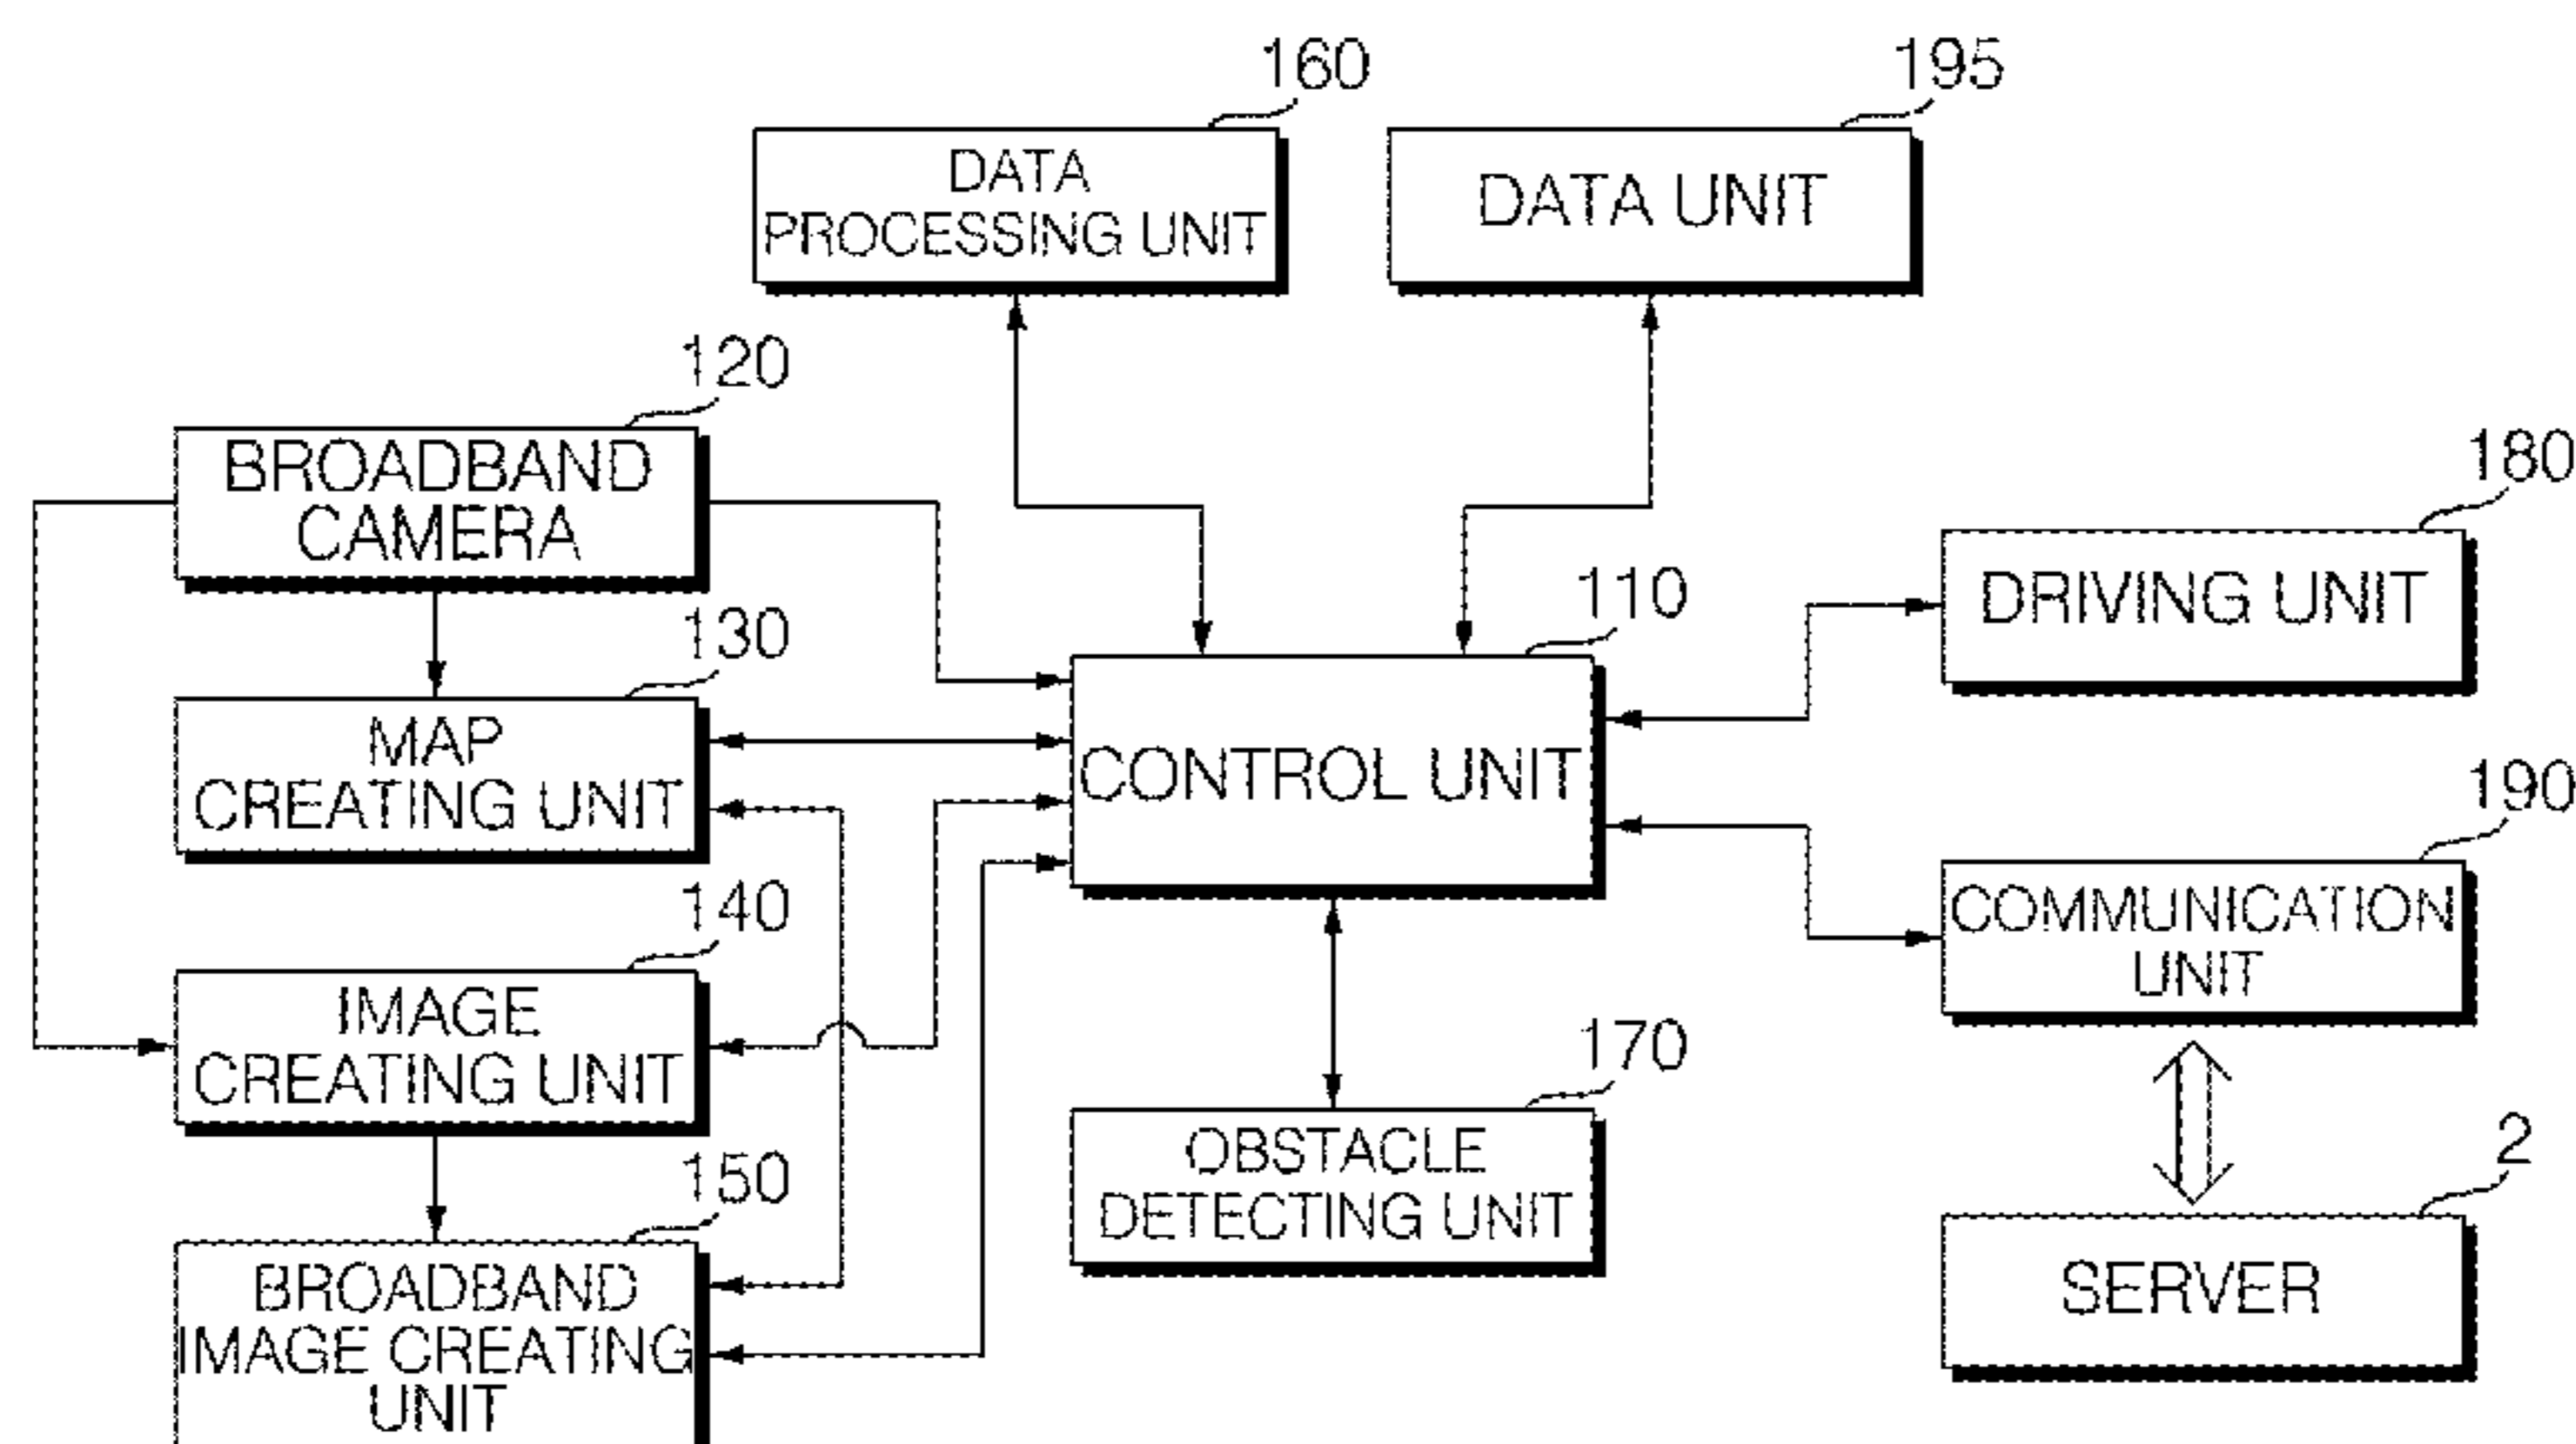 160
195
DATA
PROCESSING UNIT
DATA UNIT
120
BROADBAND
CAMERA
180
DRIVING UNIT
130
MAP
CREATING UNIT
110
CONTROL UNIT
190
COMMUNICATION
UNIT
140
IMAGE
CREATING UNIT
170
OBSTACLE
DETECTING UNIT
2
SERVER
150
BROADBAND
IMAGE CREATING
UNIT